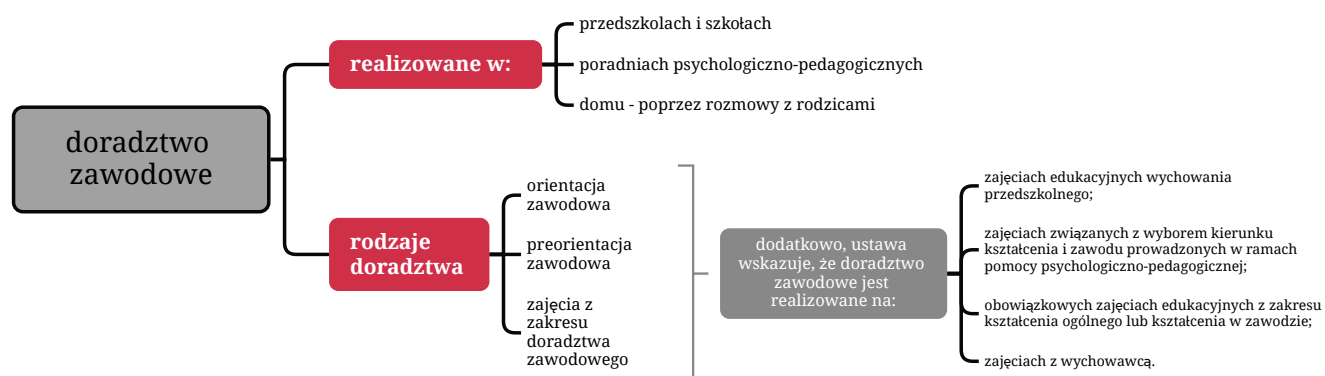 doradztwo
zawodowe
realizowane w:
przedszkolach i szkołach
poradniach psychologiczno-pedagogicznych
domu - poprzez rozmowy z rodzicami
rodzaje
doradztwa
orientacja
zawodowa
preorientacja
zawodowa
zajęcia z
zakresu
doradztwa
zawodowego
dodatkowo, ustawa
wskazuje, że doradztwo
zawodowe jest
realizowane na:
zajęciach edukacyjnych wychowania
przedszkolnego;
zajęciach związanych z wyborem kierunku
kształcenia i zawodu prowadzonych w ramach
pomocy psychologiczno-pedagogicznej;
obowiązkowych zajęciach edukacyjnych z zakresu
kształcenia ogólnego lub kształcenia w zawodzie;
zajęciach z wychowawcą.